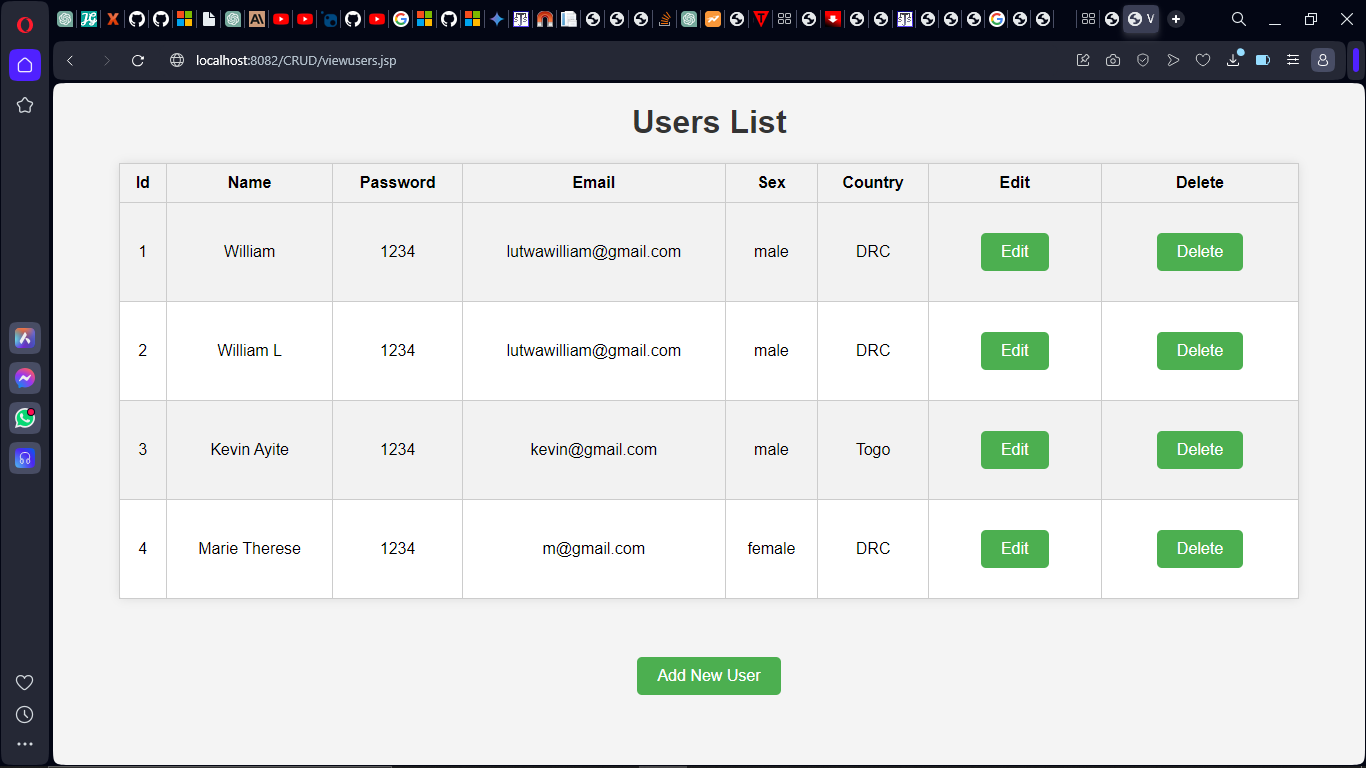 V
localhost:8082/CRUD/viewusers.jsp
Users List
Id Name Password Email Sex Country Edit Delete
1 William 1234 lutwawilliam@gmail.com male DRC Edit Delete
2 William L 1234 lutwawilliam@gmail.com male DRC Edit Delete
3 Kevin Ayite 1234 kevin@gmail.com male Togo Edit Delete
4 Marie Therese 1234 m@gmail.com female DRC Edit Delete
Add New User